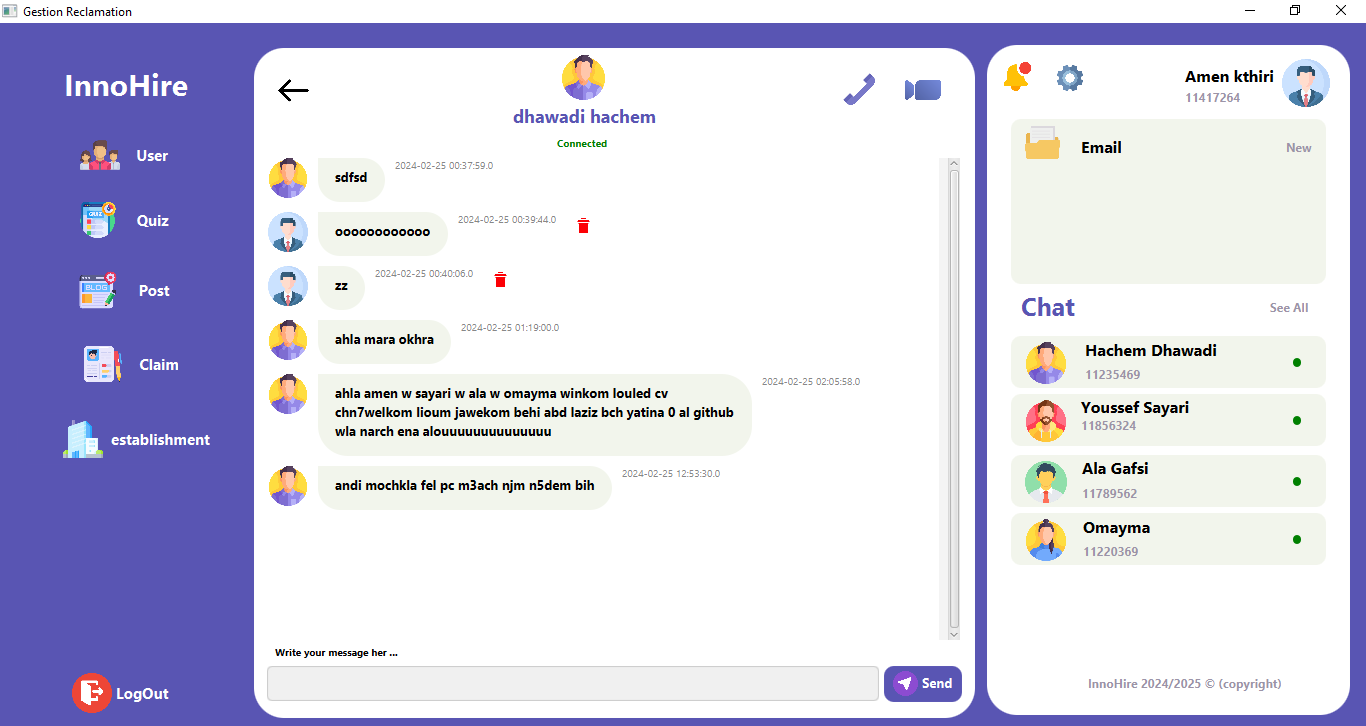 Gestion Reclamation
InnoHire
User
QUIZ
Quiz
BLOG
Post
Claim
establishment
LogOut
dhawadi hachem
Connected
sdfsd
2024-02-25 00:37:59.0
oooooooooooo
2024-02-25 00:39:44.0
zz
2024-02-25 00:40:06.0
ahla mara okhra
2024-02-25 01:19:00.0
ahla amen w sayari w ala w omayma winkom louled cv
chn7welkom lioum jawekom behi abd laziz bch yatina 0 al github
wla narch ena alouuuuuuuuuuuuuu
2024-02-25 02:05:58.0
andi mochkla fel pc m3ach njm n5dem bih
2024-02-25 12:53:30.0
Write your message her ...
Send
Amen kthiri
11417264
Email
New
Chat
See All
Hachem Dhawadi
11235469
Youssef Sayari
11856324
Ala Gafsi
11789562
Omayma
11220369
InnoHire 2024/2025 © (copyright)